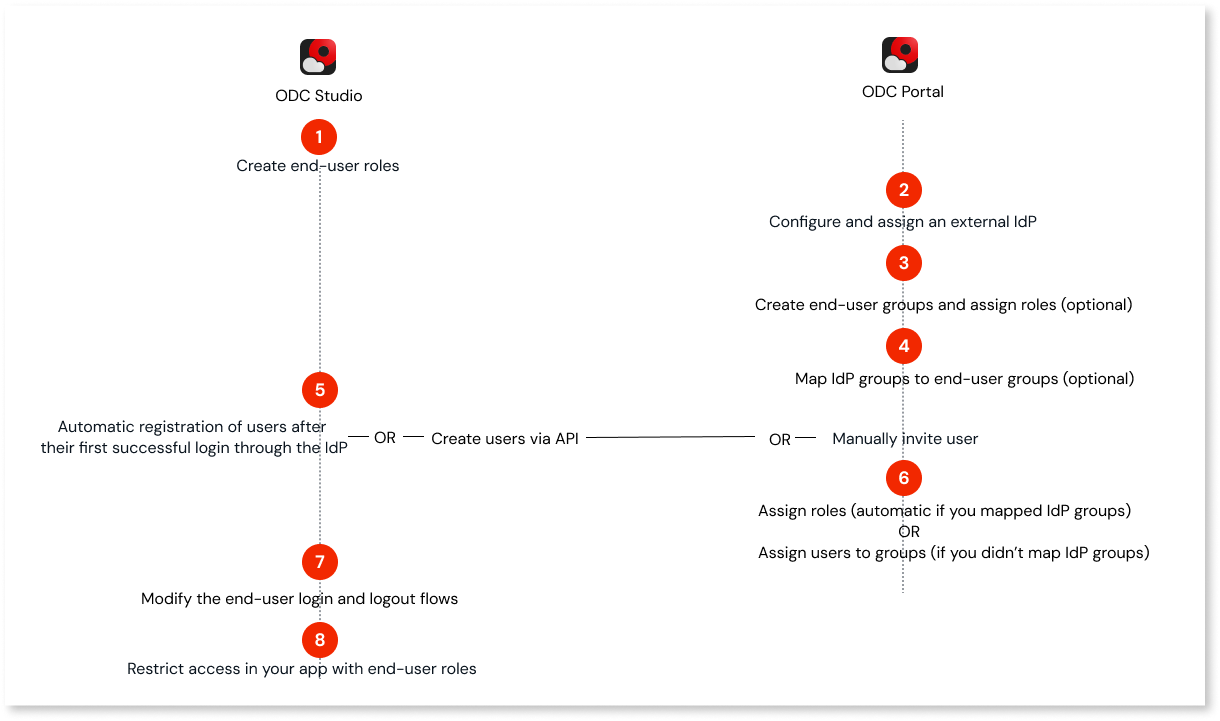 ODC Studio
ODC Portal
1
Create end-user roles
2
Configure and assign an external IdP
3
Create end-user groups and assign roles (optional)
4
Map IdP groups to end-user groups (optional)
5
Automatic registration of users after
their first successful login through the IdP
OR
Create users via API
OR
Manually invite user
6
Assign roles (automatic if you mapped IdP groups)
OR
Assign users to groups (if you didn’t map IdP groups)
7
Modify the end-user login and logout flows
8
Restrict access in your app with end-user roles